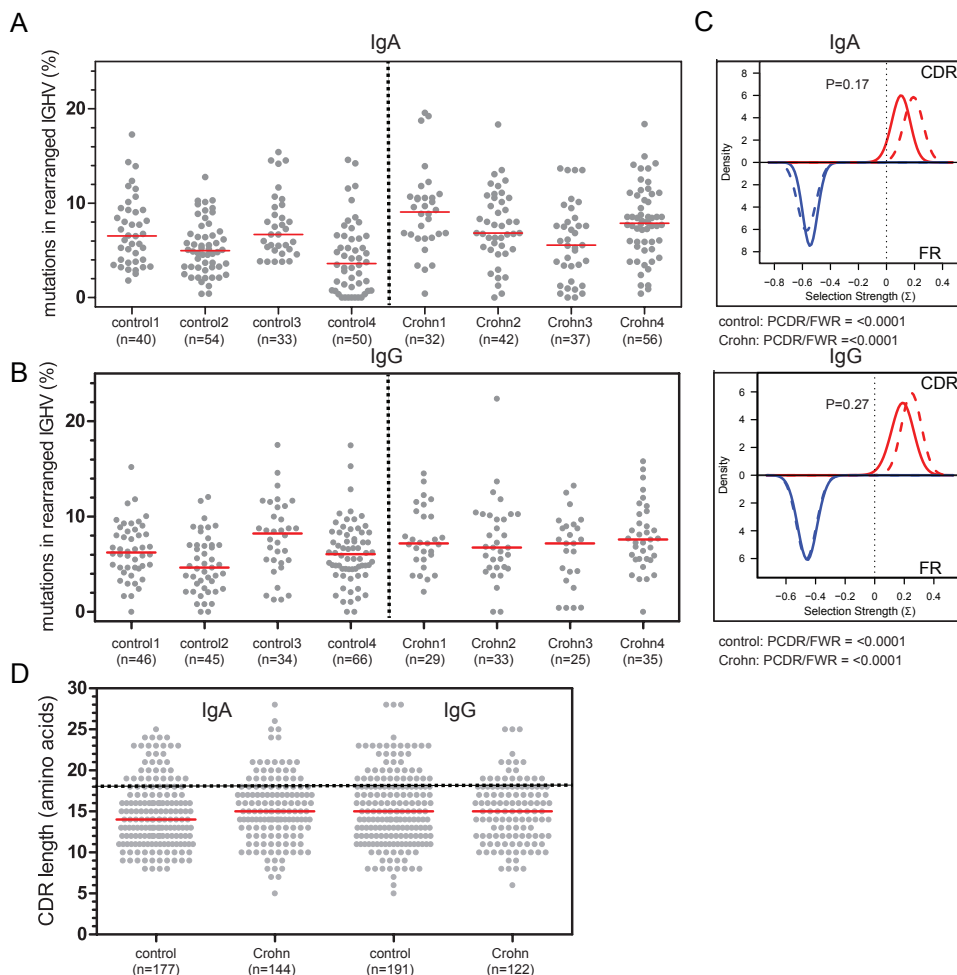 A
IgA
mutations in rearranged IGHV (%)
20
10
0
control1 control2 control3 control4 Crohn1 Crohn2 Crohn3 Crohn4
(n=40) (n=54) (n=33) (n=50) (n=32) (n=42) (n=37) (n=56)
B
IgG
mutations in rearranged IGHV (%)
20
10
0
control1 control2 control3 control4 Crohn1 Crohn2 Crohn3 Crohn4
(n=46) (n=45) (n=34) (n=66) (n=29) (n=33) (n=25) (n=35)
C
IgA
CDR
P=0.17
Density
8
6
4
2
0
2
4
6
8
FR
-0.8 -0.6 -0.4 -0.2 0 0.2 0.4
Selection Strength (Σ)
control: PCDR/FWR = <0.0001
Crohn: PCDR/FWR =<0.0001
IgG
CDR
P=0.27
Density
6
4
2
0
2
4
6
FR
-0.6 -0.4 -0.2 0 0.2 0.4
Selection Strength (Σ)
control: PCDR/FWR = <0.0001
Crohn: PCDR/FWR = <0.0001
D
IgA IgG
CDR length (amino acids)
30
25
20
15
10
5
0
control Crohn control Crohn
(n=177) (n=144) (n=191) (n=122)